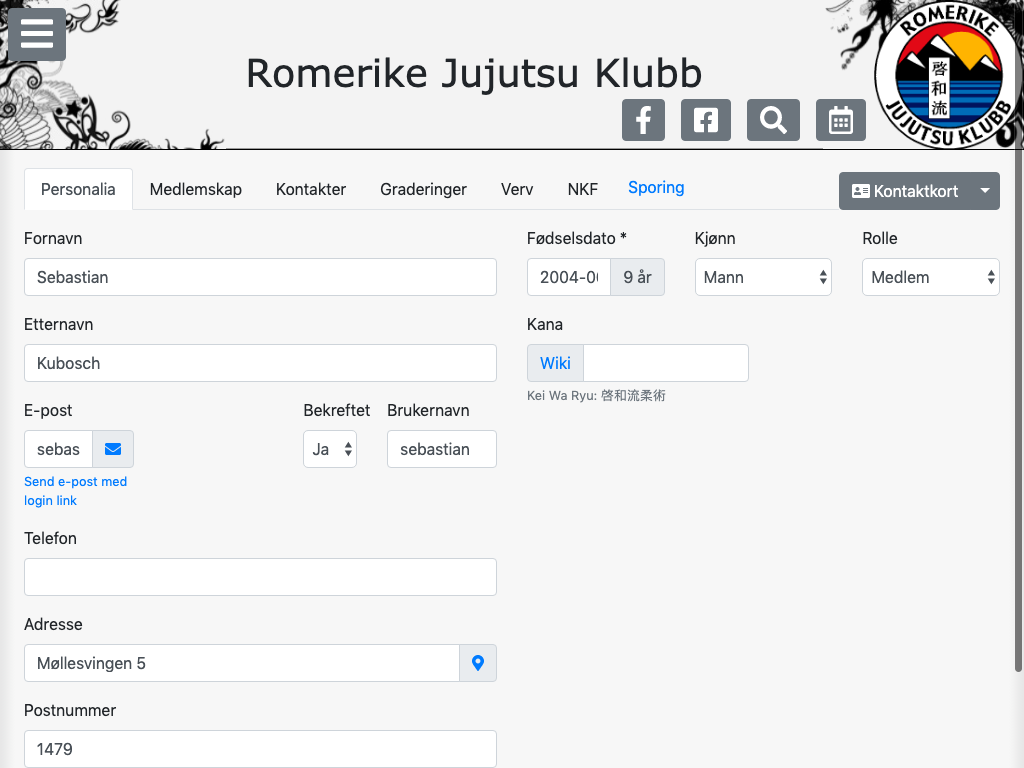 Romerike Jujutsu Klubb
ROMERIKE
啓和流
JUJUTSU KLUBB
Personalia Medlemskap Kontakter Graderinger Verv NKF Sporing Kontaktkort
Fornavn Fødselsdato * Kjønn Rolle
Sebastian 2004-0 9 år Mann Medlem
Etternavn Kana
Kubosch Wiki
Kei Wa Ryu: 啓和流柔術
E-post Bekreftet Brukernavn
sebas Ja sebastian
Send e-post med
login link
Telefon
Adresse
Møllesvingen 5
Postnummer
1479